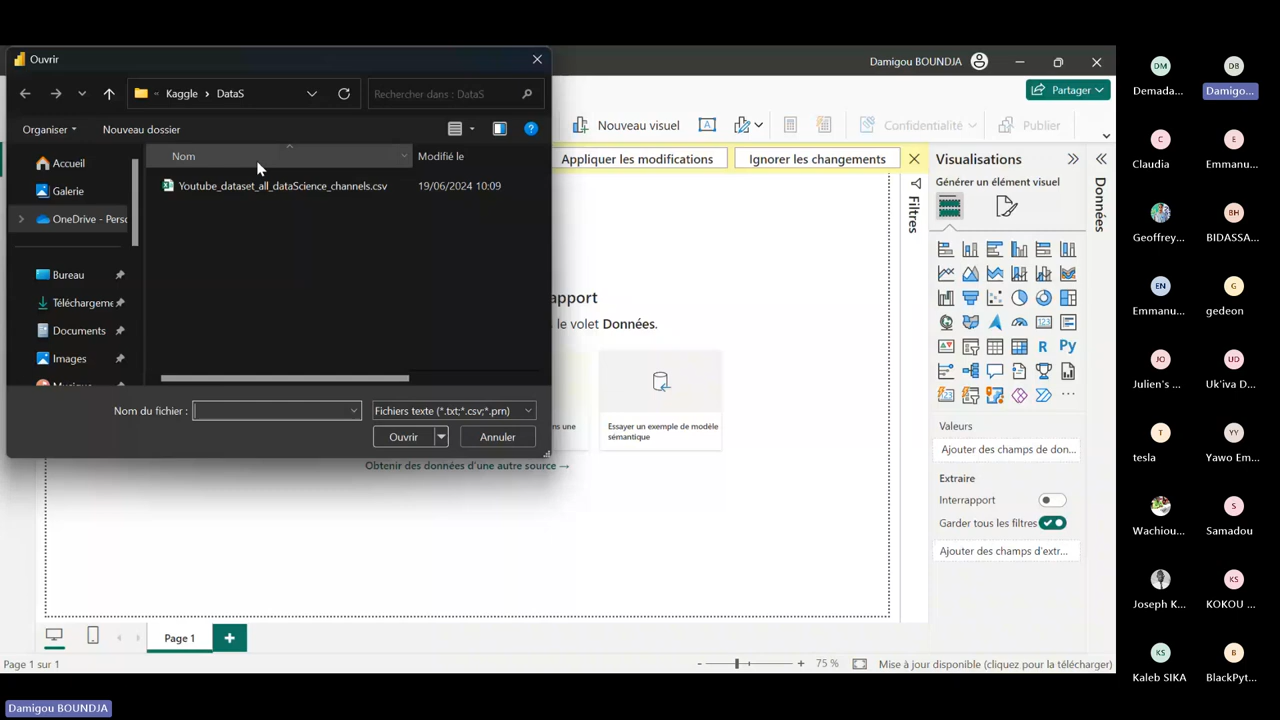 Ouvrir
Kaggle > DataS
Rechercher dans : DataS
Organiser
Nouveau dossier
Nom
Modifié le
Youtube_dataset_all_dataScience_channels.csv
19/06/2024 10:09
Accueil
Galerie
OneDrive - Perso
Bureau
Téléchargeme
Documents
Images
Nom du fichier :
Fichiers texte (*.txt;*.csv;*.prn)
Ouvrir
Annuler
Damigou BOUNDJA
Partager
Nouveau visuel
Confidentialité
Publier
Appliquer les modifications
Ignorer les changements
apport
le volet Données.
ns une
Essayer un exemple de modèle
sémantique
Obtenir des données d'une autre source →
Filtres
Visualisations
Générer un élément visuel
R
Py
Valeurs
Ajouter des champs de don...
Extraire
Interrapport
Garder tous les filtres
Ajouter des champs d'extr...
Données
Page 1
Page 1 sur 1
75 %
Mise à jour disponible (cliquez pour la télécharger)
DM
Demada...
DB
Damigo...
C
Claudia
E
Emmanu...
Geoffrey...
BH
BIDASSA...
EN
Emmanu...
G
gedeon
JO
Julien's ...
UD
Uk'iva D...
T
tesla
YY
Yawo Em...
Wachiou...
S
Samadou
Joseph K...
KS
KOKOU ...
KS
Kaleb SIKA
B
BlackPyt...
Damigou BOUNDJA